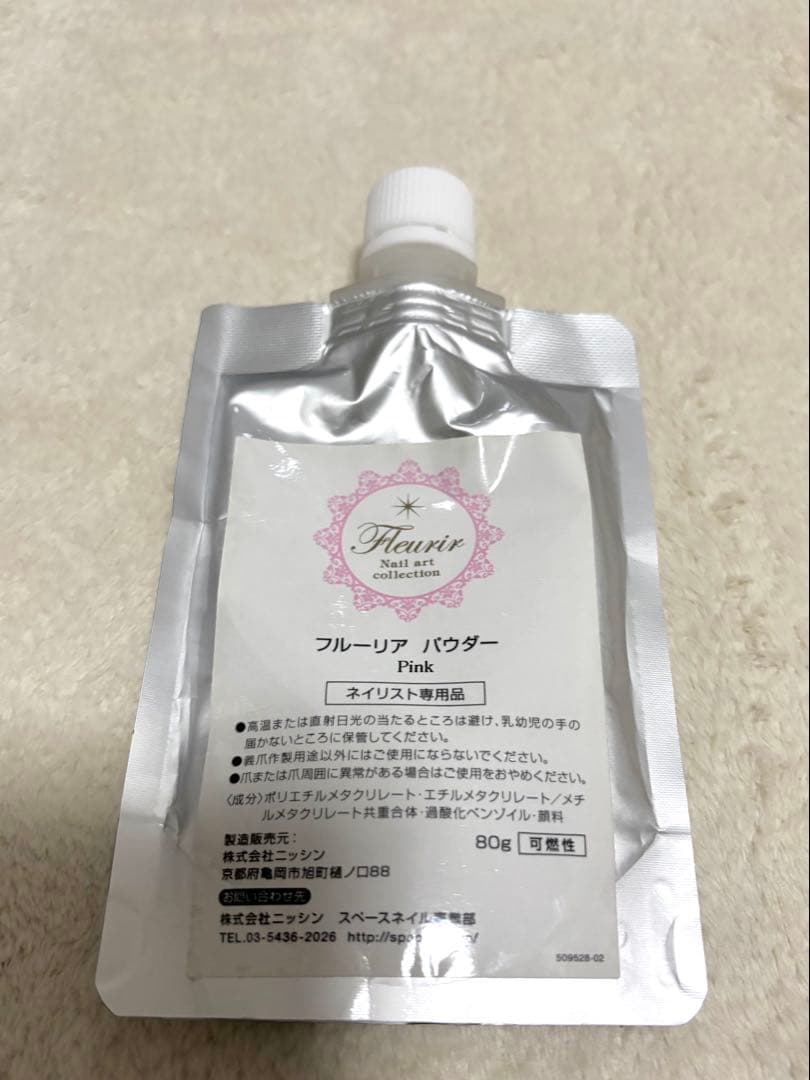 Fleurir
Nail art
collection
フルーリア パウダー
Pink
ネイリスト専用品
●高温または直射日光の当たるところは避け、乳幼児の手の
届かないところに保管してください。
●義爪作製用途以外にはご使用にならないでください。
●爪または爪周囲に異常がある場合はご使用をおやめください。
〈成分〉ポリエチルメタクリレート・エチルメタクリレート／メチ
ルメタクリレート共重合体・過酸化ベンゾイル・顔料
80g 可燃性
製造販売元：
株式会社ニッシン
京都府亀岡市旭町樋ノ口88
お問い合わせ先
株式会社ニッシン スペースネイル事業部
TEL.03-5436-2026 http://sp
509528-02